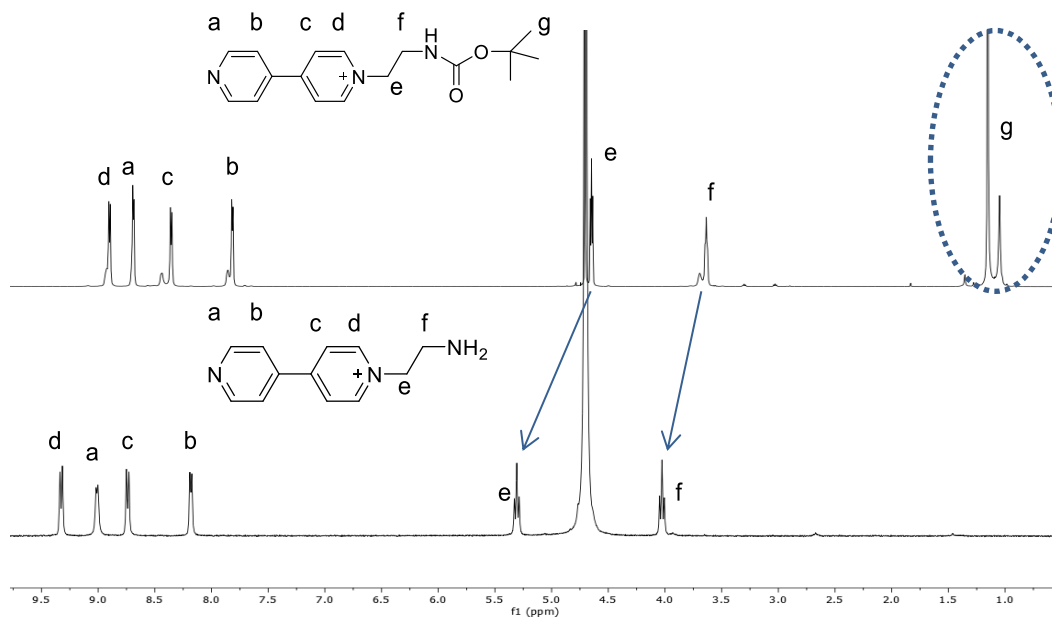 a b c d f g
H
N O
N N
+
e O
d a c b e f g
a b c d f
NH2
N N
+
e
d a c b e f
9.5 9.0 8.5 8.0 7.5 7.0 6.5 6.0 5.5 5.0 4.5 4.0 3.5 3.0 2.5 2.0 1.5 1.0
f1 (ppm)